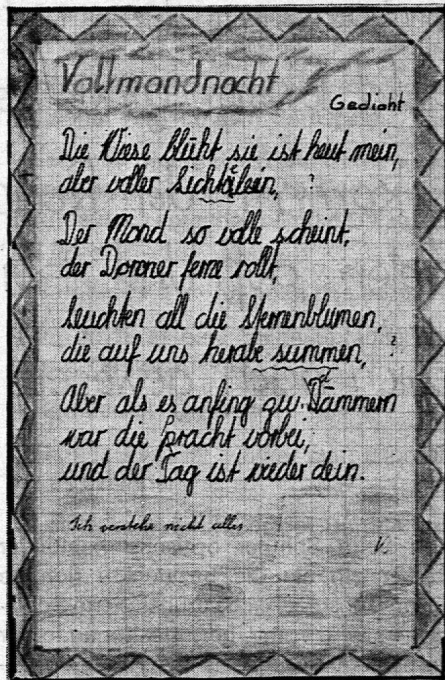 Vollmondnacht
Gedicht
Die Wiese blüht sie ist heut mein,
aber voller Lichtelein, ?
Der Mond so volle scheint,
der Donner ferne rollt,
leuchten all die Sternenblumen,
die auf uns herabe summen, ?
Aber als es anfing zu Dämmern
war die pracht vorbei,
und der Tag ist wieder dein.
Ich verstehe nicht alles